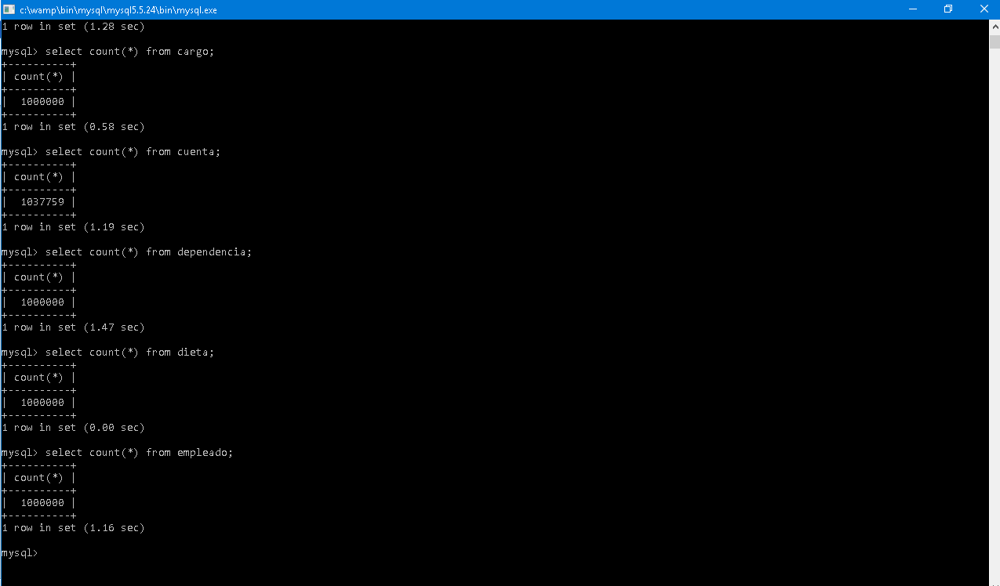 c:\wamp\bin\mysql\mysql5.5.24\bin\mysql.exe
1 row in set (1.28 sec)
mysql> select count(*) from cargo;
+----------+
| count(*) |
+----------+
|  1000000 |
+----------+
1 row in set (0.58 sec)
mysql> select count(*) from cuenta;
+----------+
| count(*) |
+----------+
|  1037759 |
+----------+
1 row in set (1.19 sec)
mysql> select count(*) from dependencia;
+----------+
| count(*) |
+----------+
|  1000000 |
+----------+
1 row in set (1.47 sec)
mysql> select count(*) from dieta;
+----------+
| count(*) |
+----------+
|  1000000 |
+----------+
1 row in set (0.00 sec)
mysql> select count(*) from empleado;
+----------+
| count(*) |
+----------+
|  1000000 |
+----------+
1 row in set (1.16 sec)
mysql>